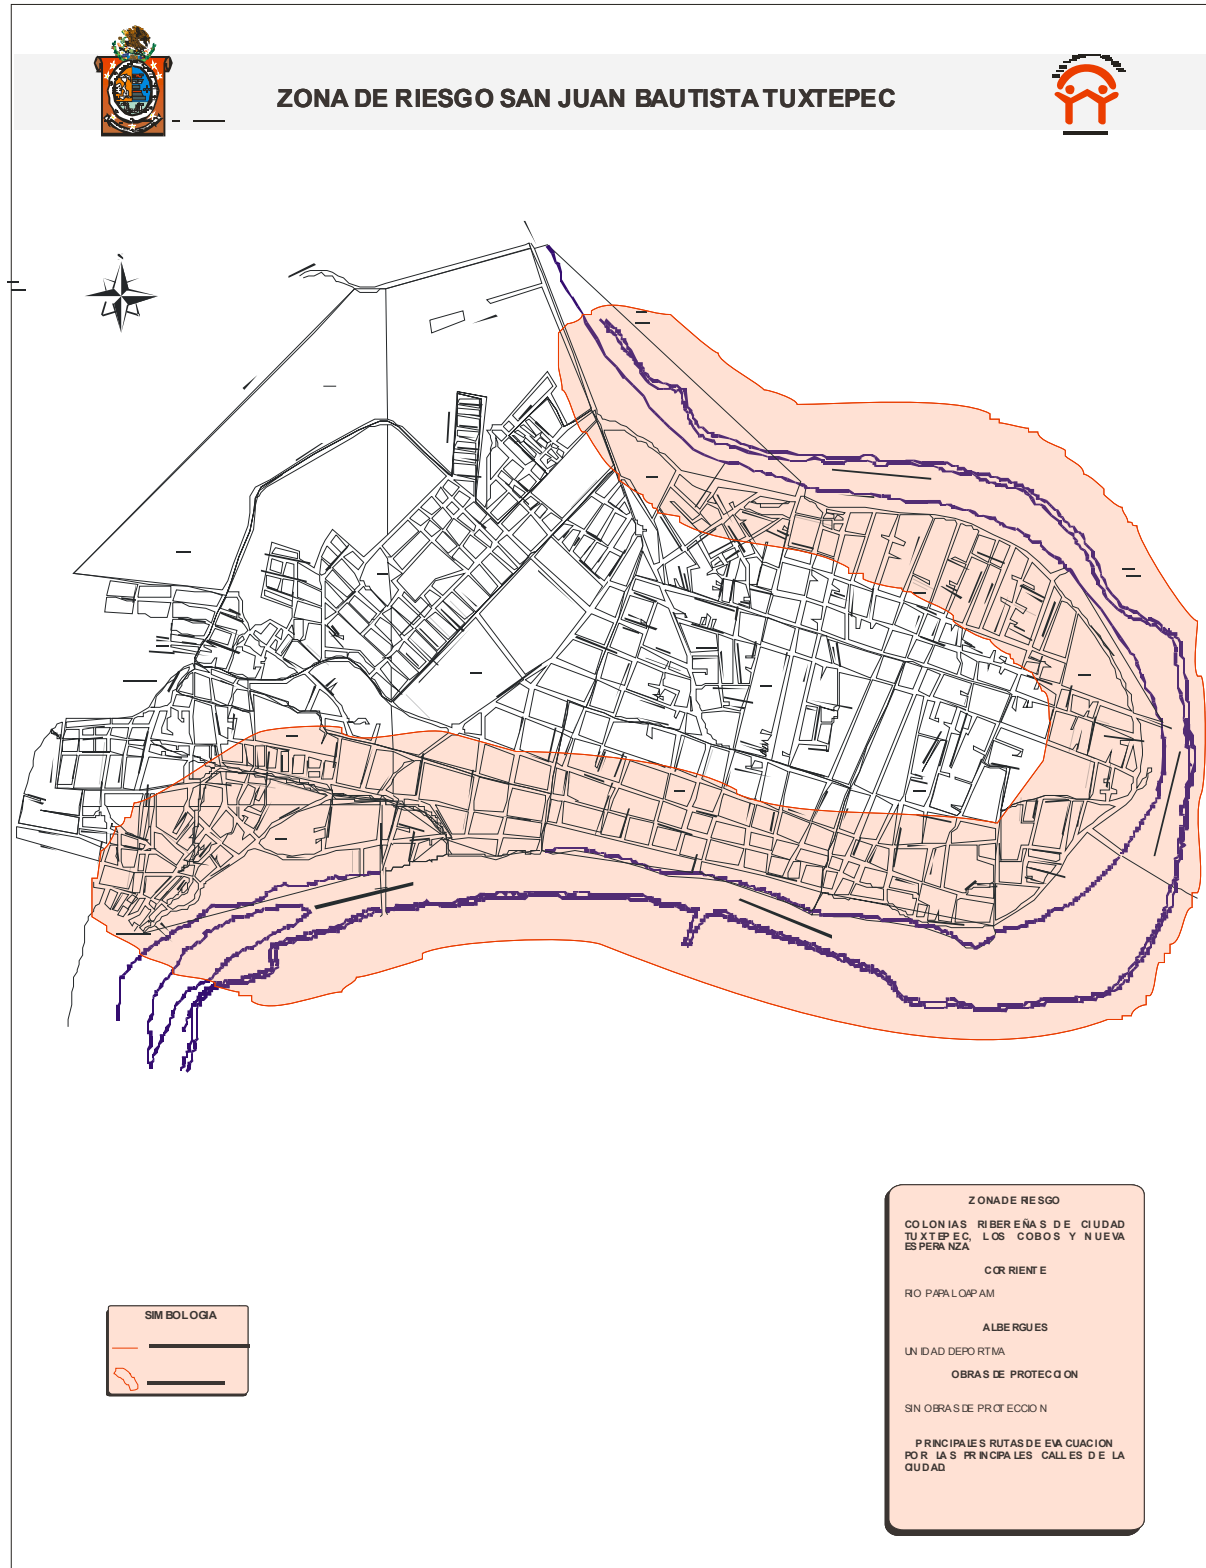 ZONA DE RIESGO SAN JUAN BAUTISTA TUXTEPEC
ZONA DE RIESGO
COLONIAS RIBEREÑAS DE CIUDAD
TUXTEPEC, LOS COBOS Y NUEVA
ESPERANZA
CORRIENTE
RIO PAPALOAPAM
ALBERGUES
UNIDAD DEPORTIVA
OBRAS DE PROTECCION
SIN OBRAS DE PROTECCION
PRINCIPALES RUTAS DE EVACUACION
POR LAS PRINCIPALES CALLES DE LA
CIUDAD.
SIMBOLOGIA